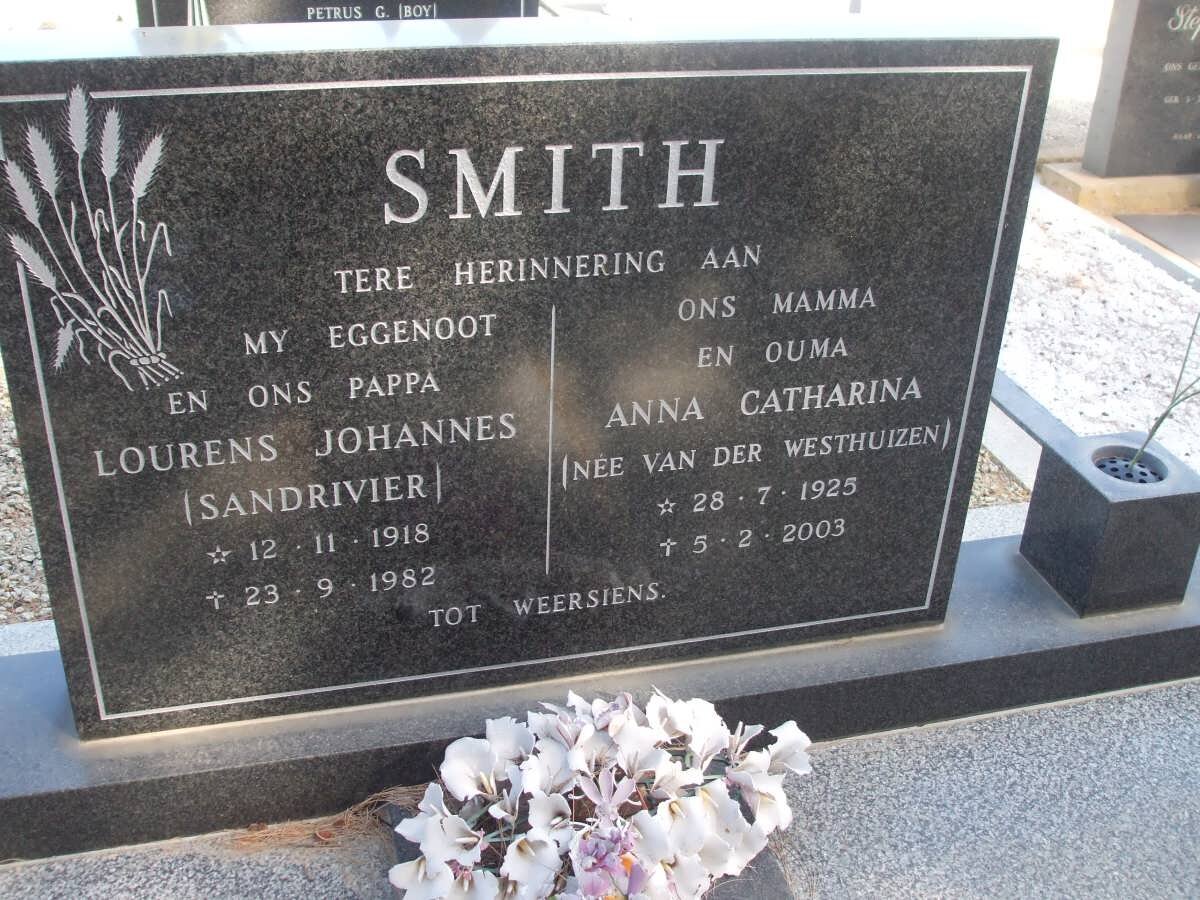 PETRUS G. (BOY)
SMITH
TERE HERINNERING AAN
MY EGGENOOT
EN ONS PAPPA
LOURENS JOHANNES
(SANDRIVIER)
☆ 12 · 11 · 1918
✝ 23 · 9 · 1982
ONS MAMMA
EN OUMA
ANNA CATHARINA
(NÉE VAN DER WESTHUIZEN)
☆ 28 · 7 · 1925
✝ 5 · 2 · 2003
TOT WEERSIENS.
ONS